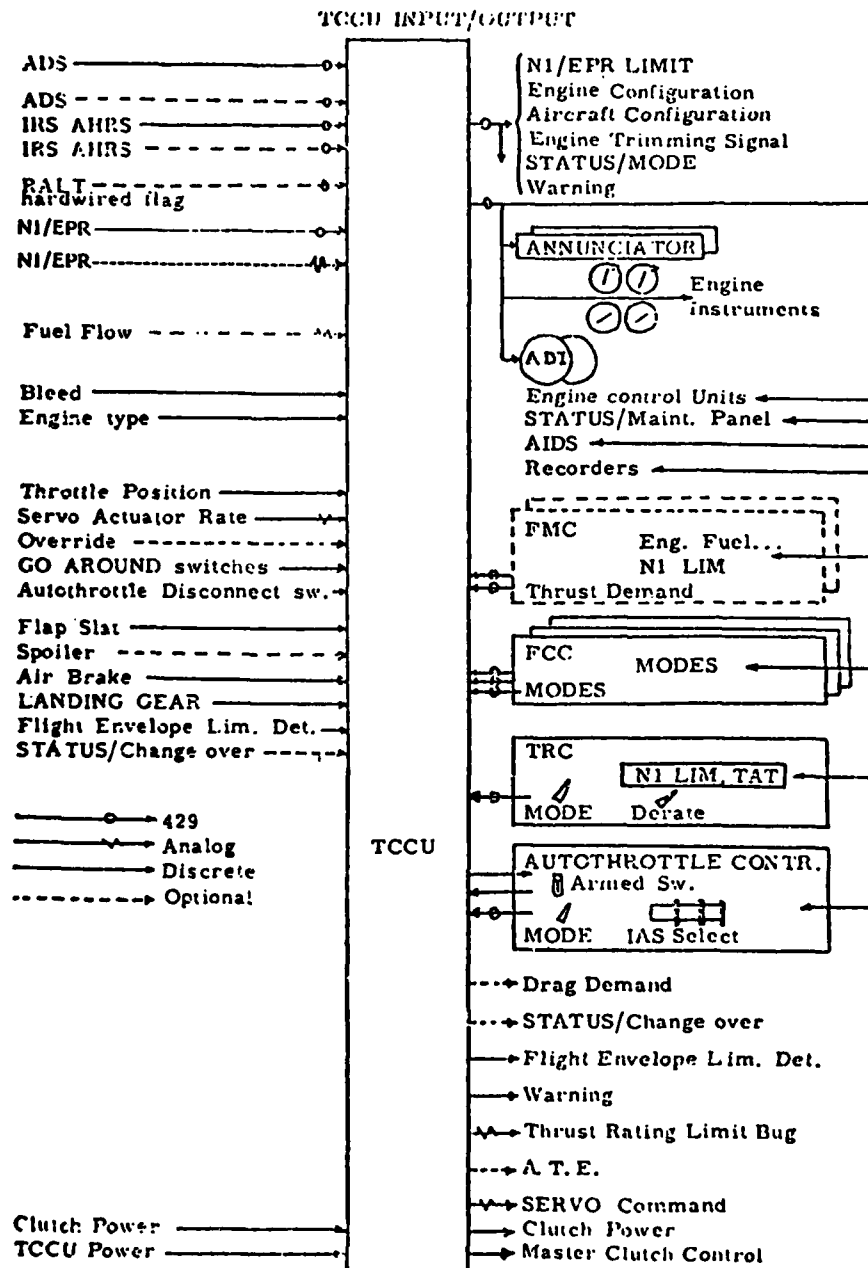 TCCU INPUT/OUTPUT
ADS
ADS
IRS AHRS
IRS AHRS
RALT
hardwired flag
N1/EPR
N1/EPR
Fuel Flow
Bleed
Engine type
Throttle Position
Servo Actuator Rate
Override
GO AROUND switches
Autothrottle Disconnect sw.
Flap Slat
Spoiler
Air Brake
LANDING GEAR
Flight Envelope Lim. Det.
STATUS/Change over
429
Analog
Discrete
Optional
Clutch Power
TCCU Power
TCCU
N1/EPR LIMIT
Engine Configuration
Aircraft Configuration
Engine Trimming Signal
STATUS/MODE
Warning
ANNUNCIATOR
Engine
instruments
ADI
Engine control Units
STATUS/Maint. Panel
AIDS
Recorders
FMC
Eng. Fuel...
N1 LIM
Thrust Demand
FCC
MODES
MODES
TRC
N1 LIM, TAT
MODE Derate
AUTOTHROTTLE CONTR.
Armed Sw.
MODE IAS Select
Drag Demand
STATUS/Change over
Flight Envelope Lim. Det.
Warning
Thrust Rating Limit Bug
A.T.E.
SERVO Command
Clutch Power
Master Clutch Control